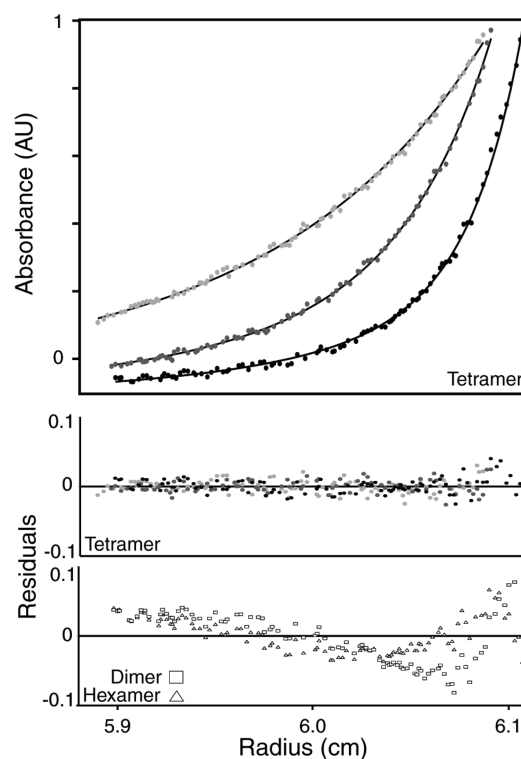 1
Absorbance (AU)
0
Tetramer
0.1
0
-0.1
Tetramer
Residuals
0.1
0
-0.1
Dimer
Hexamer
5.9 6.0 6.1
Radius (cm)